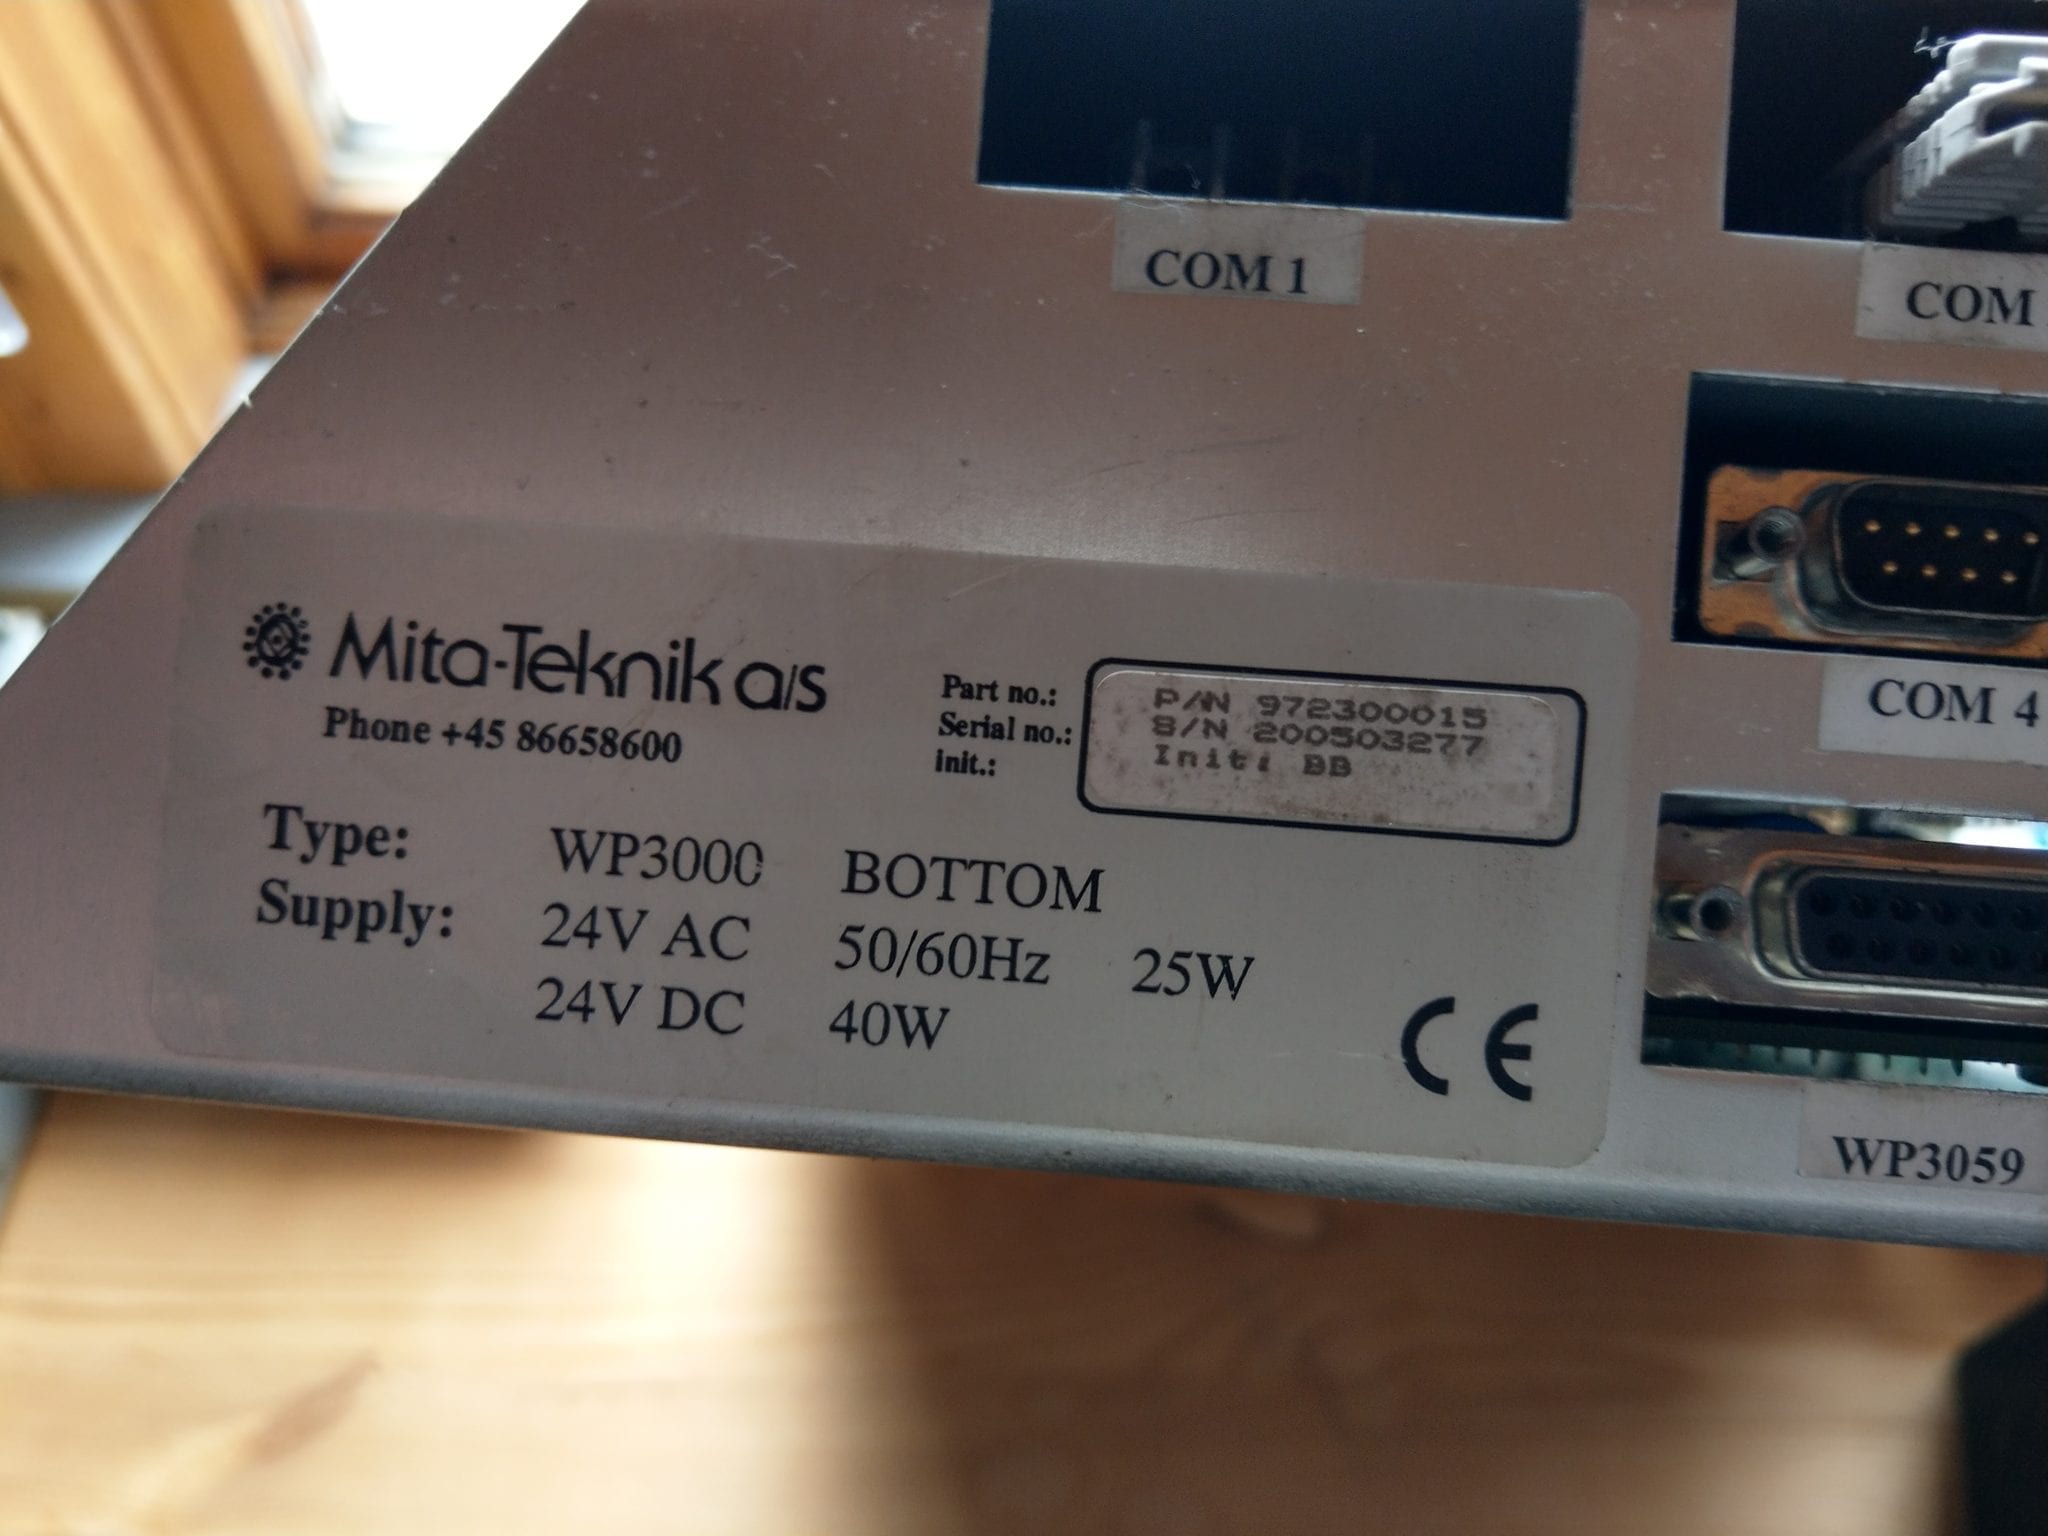 COM 1
COM
COM 4
Mita-Teknik a/s
Phone +45 86658600
Part no.:
Serial no.:
init.:
P/N 972300015
S/N 200503277
Init: BB
Type: WP3000 BOTTOM
Supply: 24V AC 50/60Hz 25W
24V DC 40W
CE
WP3059